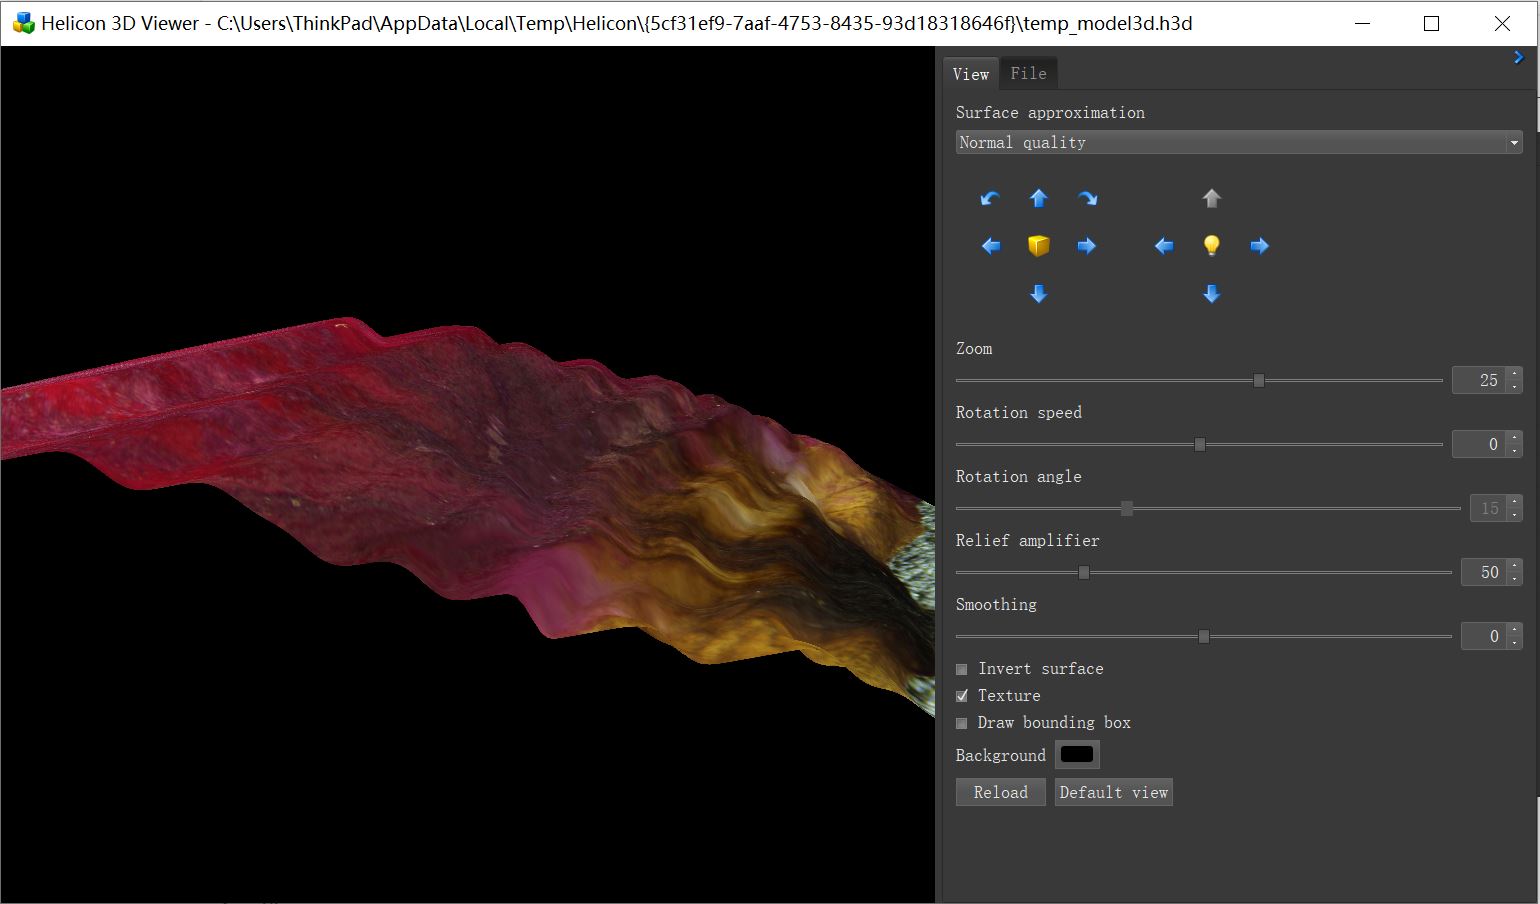 Helicon 3D Viewer - C:\Users\ThinkPad\AppData\Local\Temp\Helicon\{5cf31ef9-7aaf-4753-8435-93d18318646f}\temp_model3d.h3d
View File
Surface approximation
Normal quality
Zoom
25
Rotation speed
0
Rotation angle
15
Relief amplifier
50
Smoothing
0
Invert surface
Texture
Draw bounding box
Background
Reload Default view